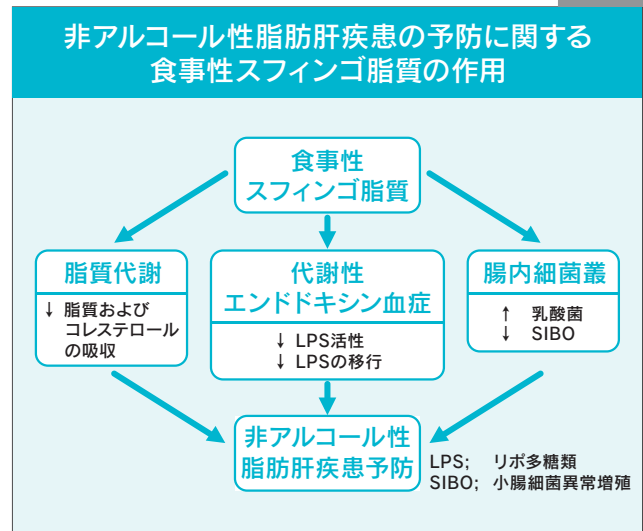 非アルコール性脂肪肝疾患の予防に関する
食事性スフィンゴ脂質の作用
食事性
スフィンゴ脂質
脂質代謝
↓ 脂質および
コレステロール
の吸収
代謝性
エンドドキシン血症
↓ LPS活性
↓ LPSの移行
腸内細菌叢
↑ 乳酸菌
↓ SIBO
非アルコール性
脂肪肝疾患予防
LPS; リポ多糖類
SIBO; 小腸細菌異常増殖